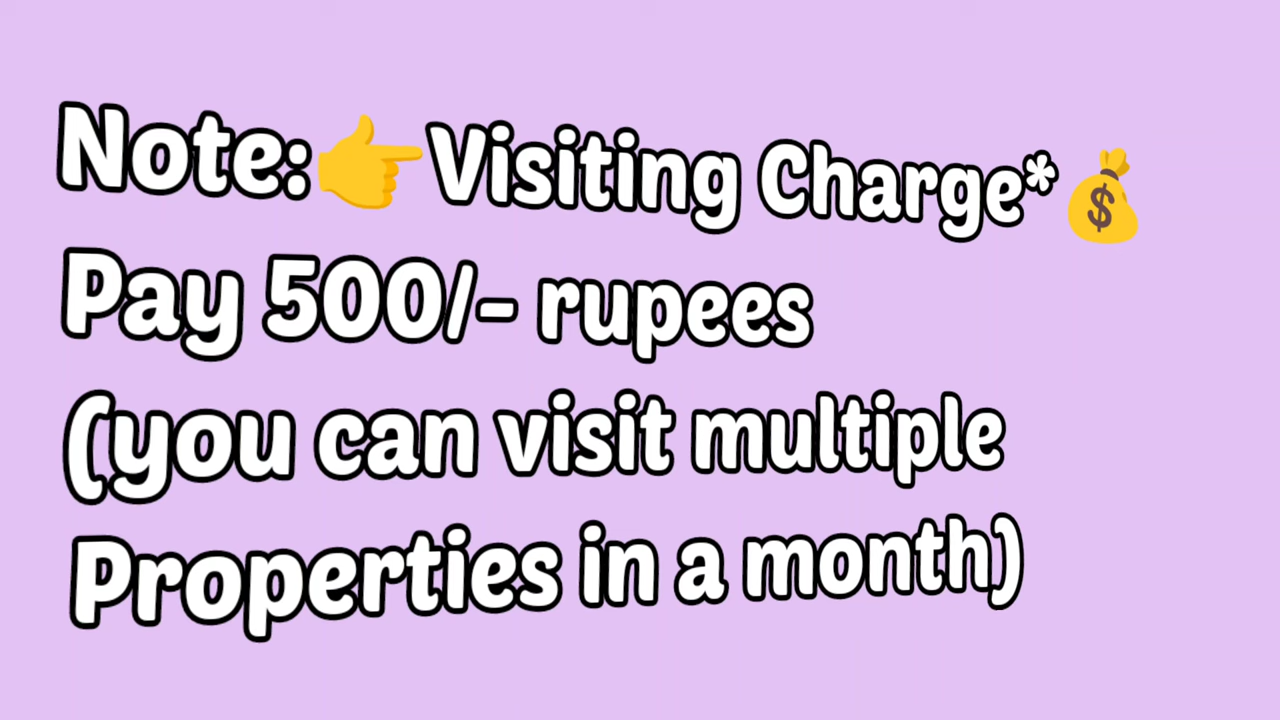 Note:👉Visiting Charge*💰
Pay 500/- rupees
(you can visit multiple
Properties in a month)